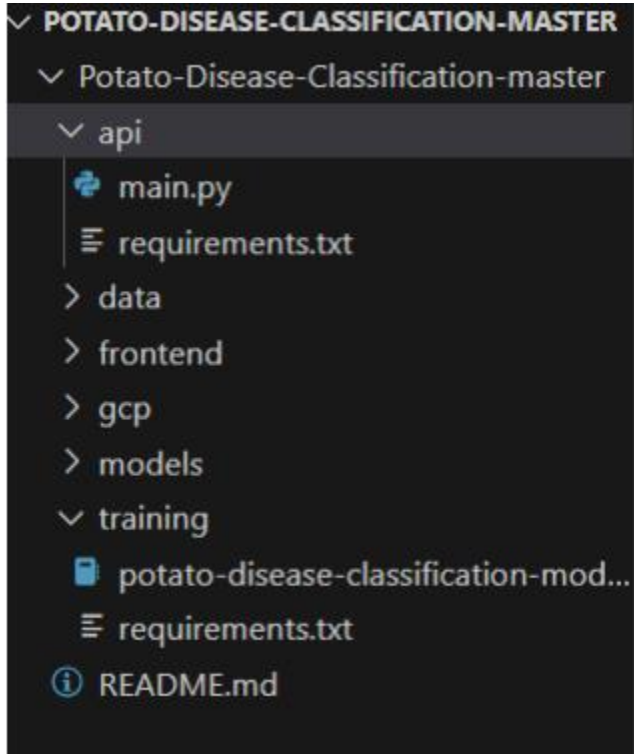 POTATO-DISEASE-CLASSIFICATION-MASTER
Potato-Disease-Classification-master
api
main.py
requirements.txt
data
frontend
gcp
models
training
potato-disease-classification-mod...
requirements.txt
README.md